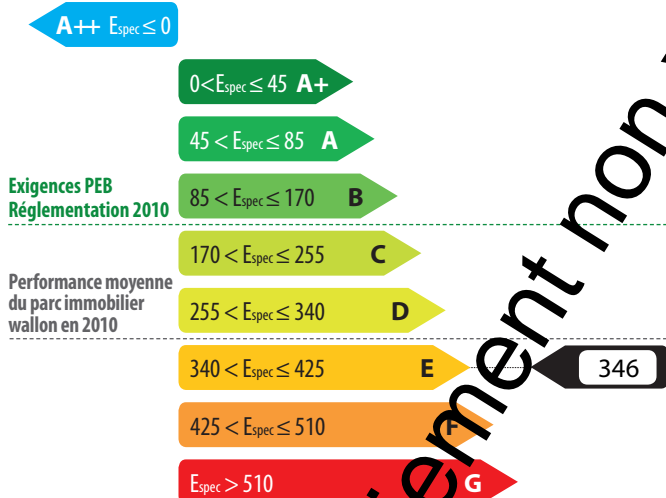 A++ Espec ≤ 0
0<Espec ≤ 45 A+
45 < Espec ≤ 85 A
Exigences PEB
Réglementation 2010
85 < Espec ≤ 170 B
170 < Espec ≤ 255 C
Performance moyenne
du parc immobilier
wallon en 2010
255 < Espec ≤ 340 D
340 < Espec ≤ 425 E
346
425 < Espec ≤ 510 F
Espec > 510 G
non